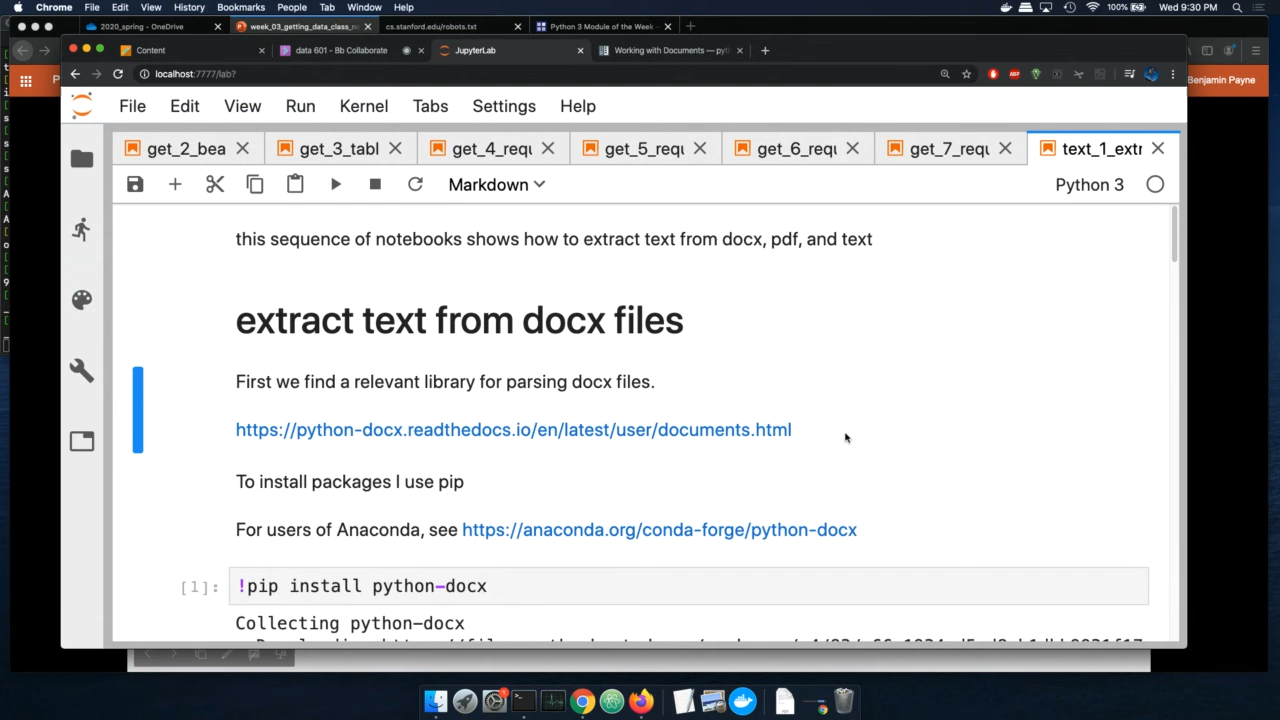 Chrome File Edit View History Bookmarks People Tab Window Help 100% Wed 9:30 PM
2020_spring - OneDrive week_03_getting_data_class_n cs.stanford.edu/robots.txt Python 3 Module of the Week -
Content data 601 - Bb Collaborate JupyterLab Working with Documents — pyt
localhost:7777/lab?
Benjamin Payne
File Edit View Run Kernel Tabs Settings Help
get_2_bea get_3_tabl get_4_requ get_5_requ get_6_requ get_7_requ text_1_extr
Markdown Python 3
this sequence of notebooks shows how to extract text from docx, pdf, and text
extract text from docx files
First we find a relevant library for parsing docx files.
https://python-docx.readthedocs.io/en/latest/user/documents.html
To install packages I use pip
For users of Anaconda, see https://anaconda.org/conda-forge/python-docx
[1]: !pip install python-docx
Collecting python-docx